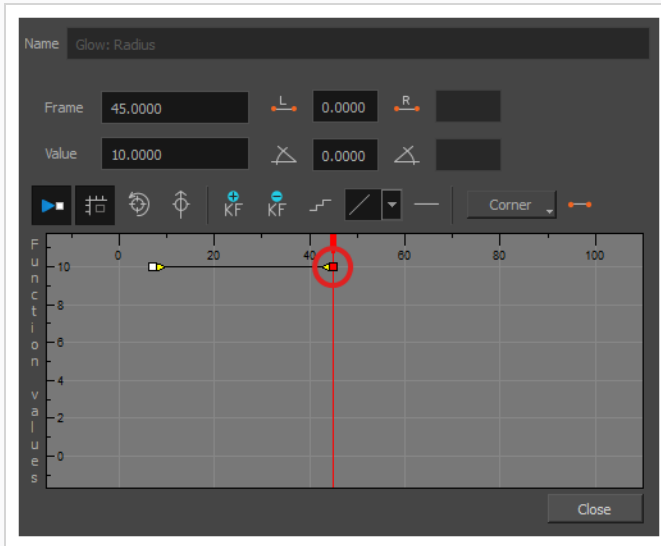 Name Glow: Radius
Frame 45.0000 L 0.0000 R
Value 10.0000 0.0000
KF KF Corner
0 20 40 60 80 100
Function values
10
8
6
4
2
0
Close